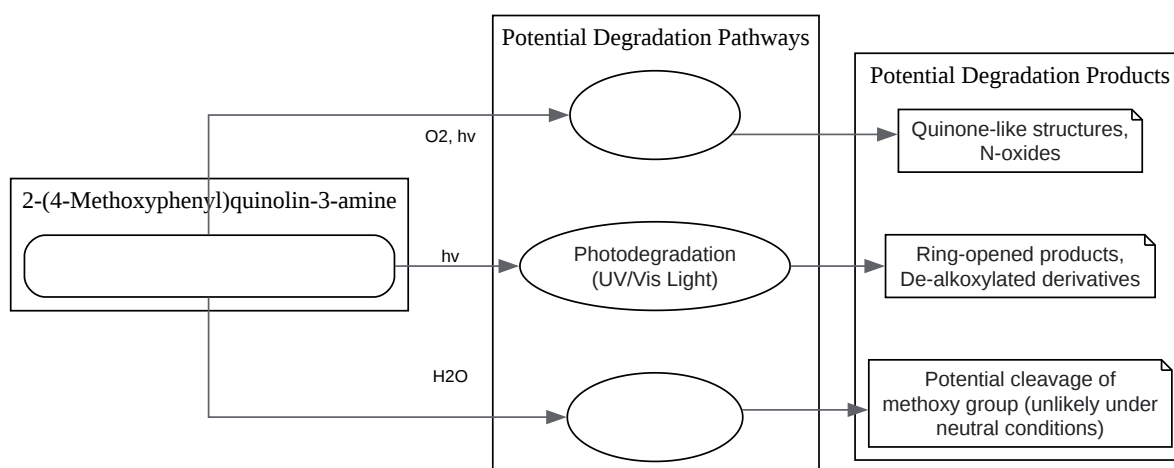 Potential Degradation Pathways
Potential Degradation Products
O2, hv
Quinone-like structures,
N-oxides
2-(4-Methoxyphenyl)quinolin-3-amine
hv
Photodegradation
(UV/Vis Light)
Ring-opened products,
De-alkoxylated derivatives
H2O
Potential cleavage of
methoxy group (unlikely under
neutral conditions)